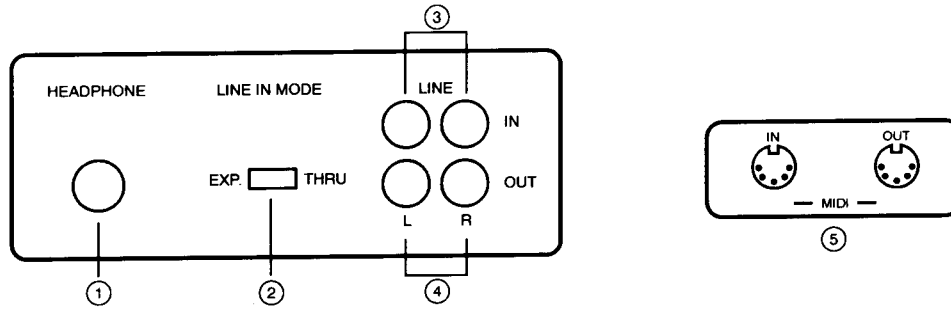 ③
HEADPHONE LINE IN MODE LINE
IN
EXP. THRU OUT
L R
① ② ④
IN OUT
MIDI
⑤